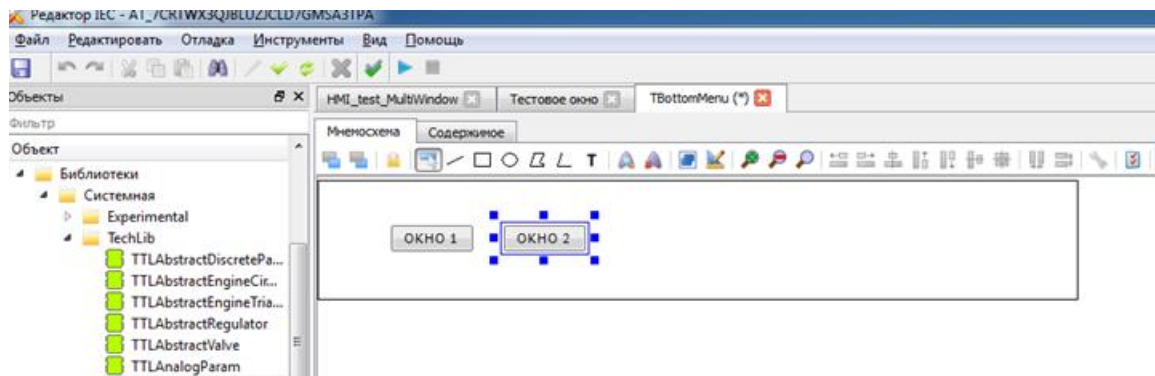 Редактор IEC - AT_7CRTWX3QJBLUZJCLD7GMSA31PA
Файл Редактировать Отладка Инструменты Вид Помощь
Объекты
HMI_test_MultiWindow Тестовое окно TBottomMenu (*)
Фильтр
Мнемосхема Содержимое
Объект
T
Библиотеки
Системная
Experimental
TechLib
TTLAbstractDiscretePa...
TTLAbstractEngineCir...
TTLAbstractEngineTria...
TTLAbstractRegulator
TTLAbstractValve
TTLAnalogParam
ОКНО 1 ОКНО 2